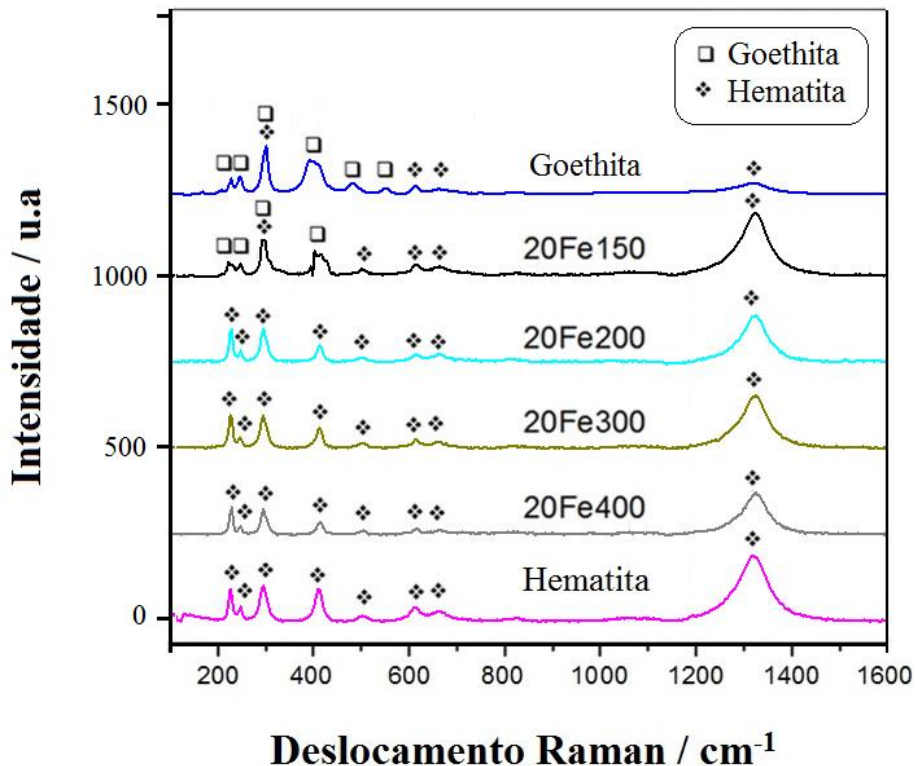 Intensidade / u.a
1500
1000
500
0
❑ Goethita
❖ Hematita
Goethita
20Fe150
20Fe200
20Fe300
20Fe400
Hematita
200 400 600 800 1000 1200 1400 1600
Deslocamento Raman / cm⁻¹